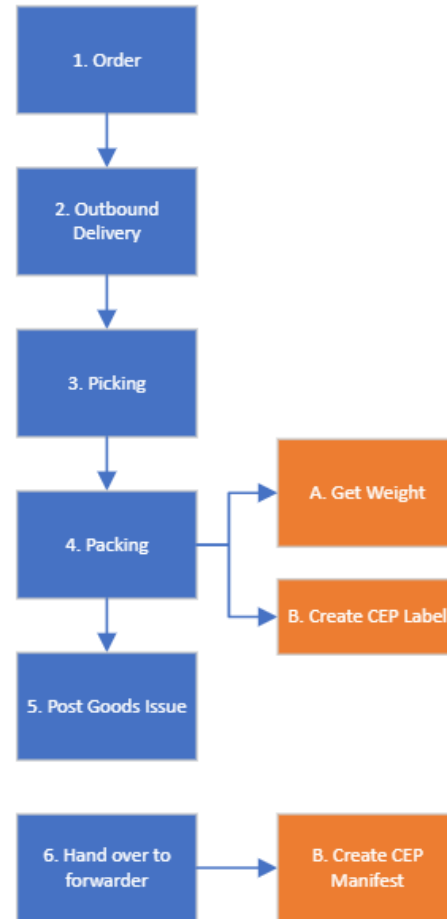 1. Order
2. Outbound
Delivery
3. Picking
4. Packing
A. Get Weight
B. Create CEP Label
5. Post Goods Issue
6. Hand over to
forwarder
B. Create CEP
Manifest